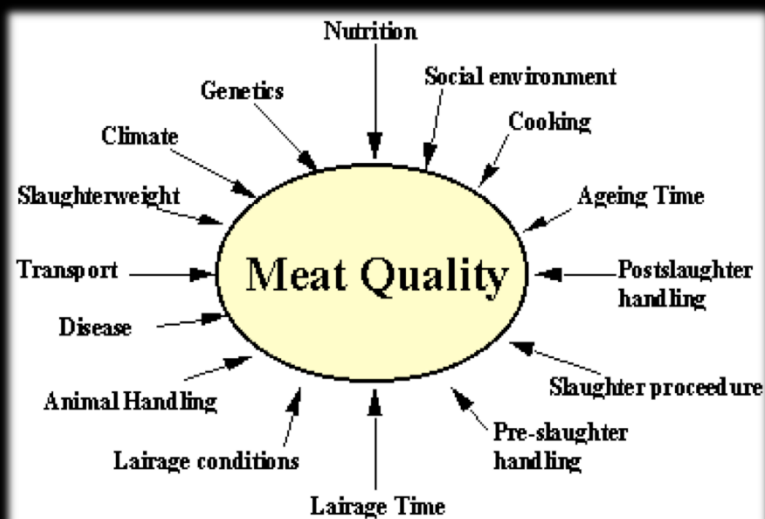 Nutrition
Social environment
Genetics
Cooking
Climate
Slaughterweight
Ageing Time
Meat Quality
Transport
Postslaughter
handling
Disease
Slaughter proceedure
Animal Handling
Pre-slaughter
handling
Lairage conditions
Lairage Time